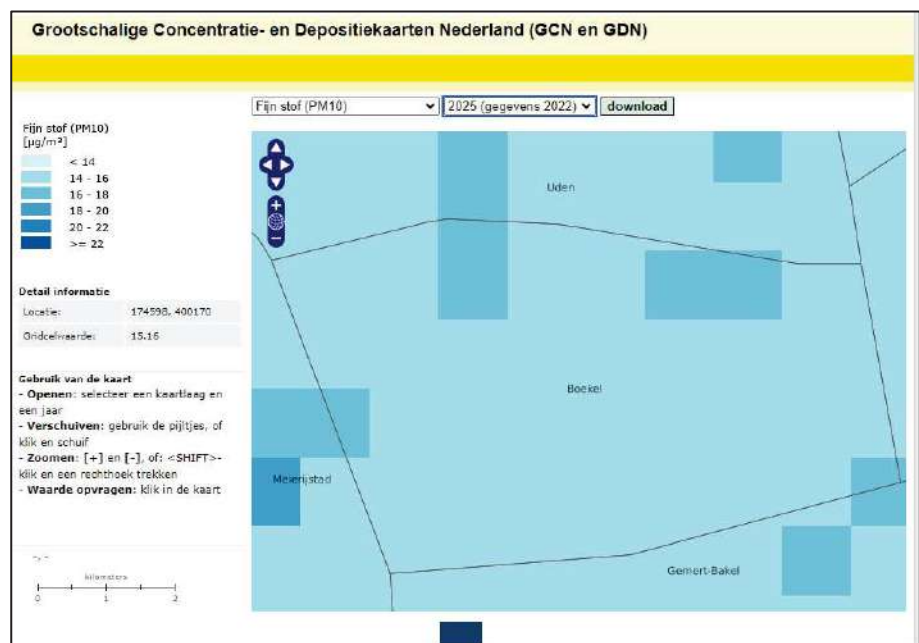 Grootschalige Concentratie- en Depositiekaarten Nederland (GCN en GDN)
Fijn stof (PM10) 2025 (gegevens 2022) download
Fijn stof (PM10)
[µg/m³]
< 14
14 - 16
16 - 18
18 - 20
20 - 22
>= 22
Detail informatie
Locatie: 174598, 400170
Gridcelwaarde: 15.16
Gebruik van de kaart
- Openen: selecteer een kaartlaag en
een jaar
- Verschuiven: gebruik de pijltjes, of
klik en schuif
- Zoomen: [+] en [-], of: <SHIFT>-
klik en een rechthoek trekken
- Waarde opvragen: klik in de kaart
-, -
kilometers
0 1 2
Uden
Boekel
Meierijstad
Gemert-Bakel